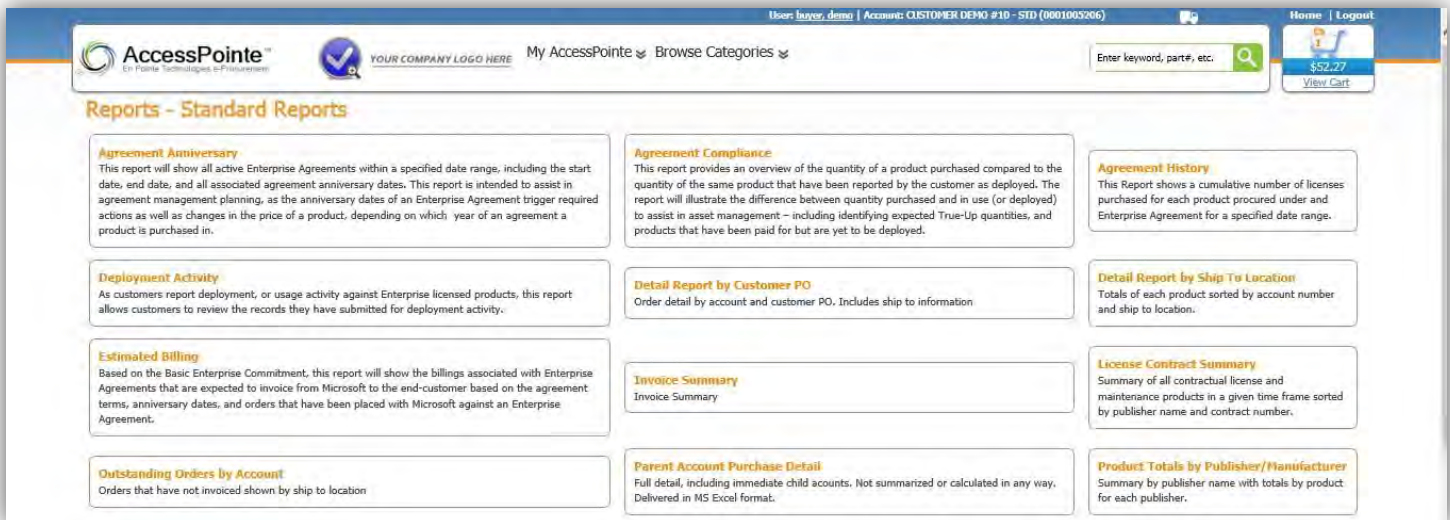 User: buyer, demo | Account: CUSTOMER DEMO #10 - STD (0001005206)
Home | Logout
AccessPointe™
En Pointe Technologies e-Procurement
YOUR COMPANY LOGO HERE
My AccessPointe
Browse Categories
Enter keyword, part#, etc.
1
$52.27
View Cart
Reports - Standard Reports
Agreement Anniversary
This report will show all active Enterprise Agreements within a specified date range, including the start
date, end date, and all associated agreement anniversary dates. This report is intended to assist in
agreement management planning, as the anniversary dates of an Enterprise Agreement trigger required
actions as well as changes in the price of a product, depending on which year of an agreement a
product is purchased in.
Agreement Compliance
This report provides an overview of the quantity of a product purchased compared to the
quantity of the same product that have been reported by the customer as deployed. The
report will illustrate the difference between quantity purchased and in use (or deployed)
to assist in asset management – including identifying expected True-Up quantities, and
products that have been paid for but are yet to be deployed.
Agreement History
This Report shows a cumulative number of licenses
purchased for each product procured under and
Enterprise Agreement for a specified date range.
Deployment Activity
As customers report deployment, or usage activity against Enterprise licensed products, this report
allows customers to review the records they have submitted for deployment activity.
Detail Report by Customer PO
Order detail by account and customer PO. Includes ship to information
Detail Report by Ship To Location
Totals of each product sorted by account number
and ship to location.
Estimated Billing
Based on the Basic Enterprise Commitment, this report will show the billings associated with Enterprise
Agreements that are expected to invoice from Microsoft to the end-customer based on the agreement
terms, anniversary dates, and orders that have been placed with Microsoft against an Enterprise
Agreement.
Invoice Summary
Invoice Summary
License Contract Summary
Summary of all contractual license and
maintenance products in a given time frame sorted
by publisher name and contract number.
Outstanding Orders by Account
Orders that have not invoiced shown by ship to location
Parent Account Purchase Detail
Full detail, including immediate child acounts. Not summarized or calculated in any way.
Delivered in MS Excel format.
Product Totals by Publisher/Manufacturer
Summary by publisher name with totals by product
for each publisher.